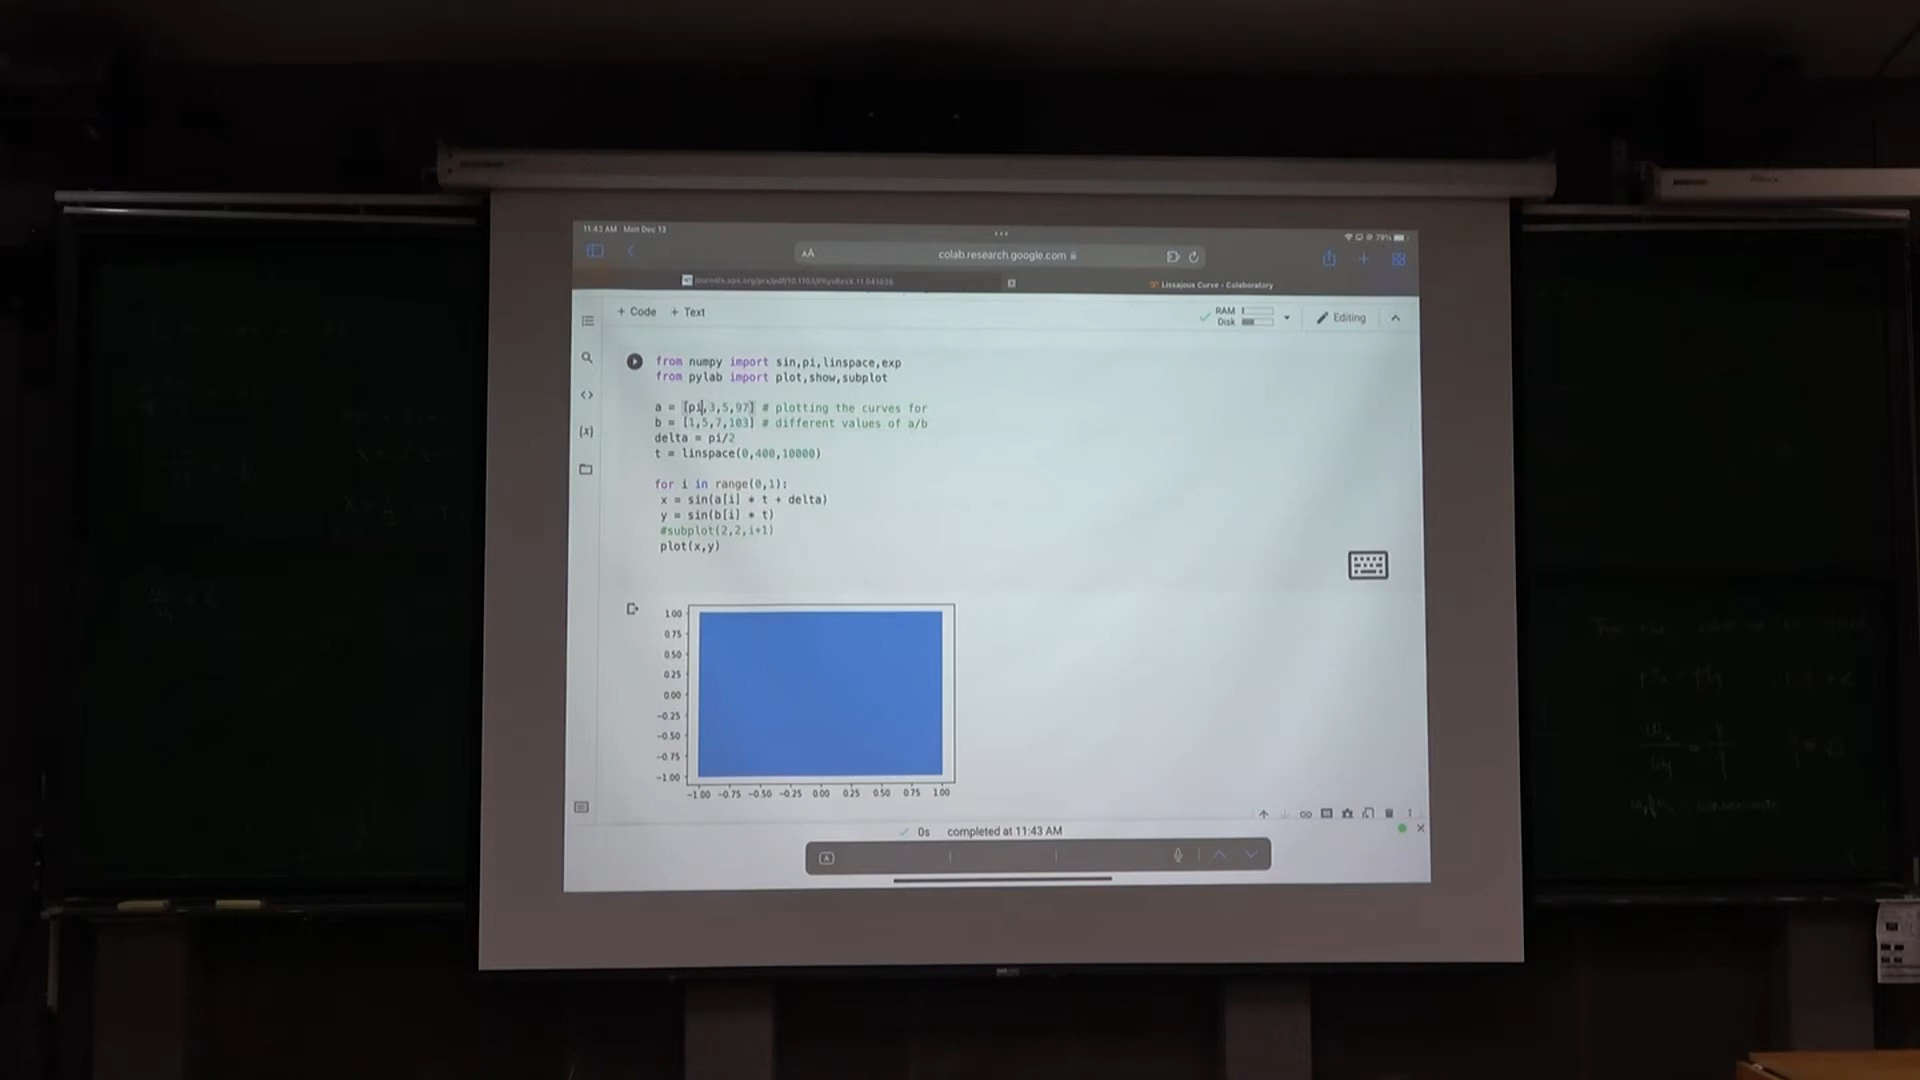 11:43 AM Mon Dec 13
79%
AA
colab.research.google.com
Lissajous Curve - Colaboratory
+ Code + Text
RAM
Disk
Editing
from numpy import sin,pi,linspace,exp
from pylab import plot,show,subplot
a = [pi,3,5,97] # plotting the curves for
b = [1,5,7,103] # different values of a/b
delta = pi/2
t = linspace(0,400,10000)
for i in range(0,1):
x = sin(a[i] * t + delta)
y = sin(b[i] * t)
#subplot(2,2,i+1)
plot(x,y)
1.00
0.75
0.50
0.25
0.00
-0.25
-0.50
-0.75
-1.00
-1.00 -0.75 -0.50 -0.25 0.00 0.25 0.50 0.75 1.00
0s completed at 11:43 AM